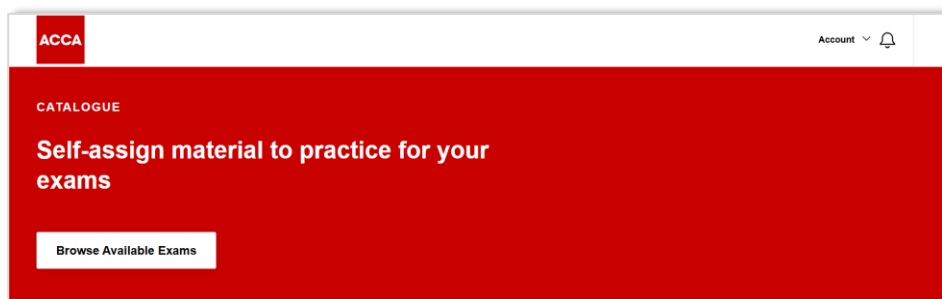 ACCA
Account
CATALOGUE
Self-assign material to practice for your
exams
Browse Available Exams